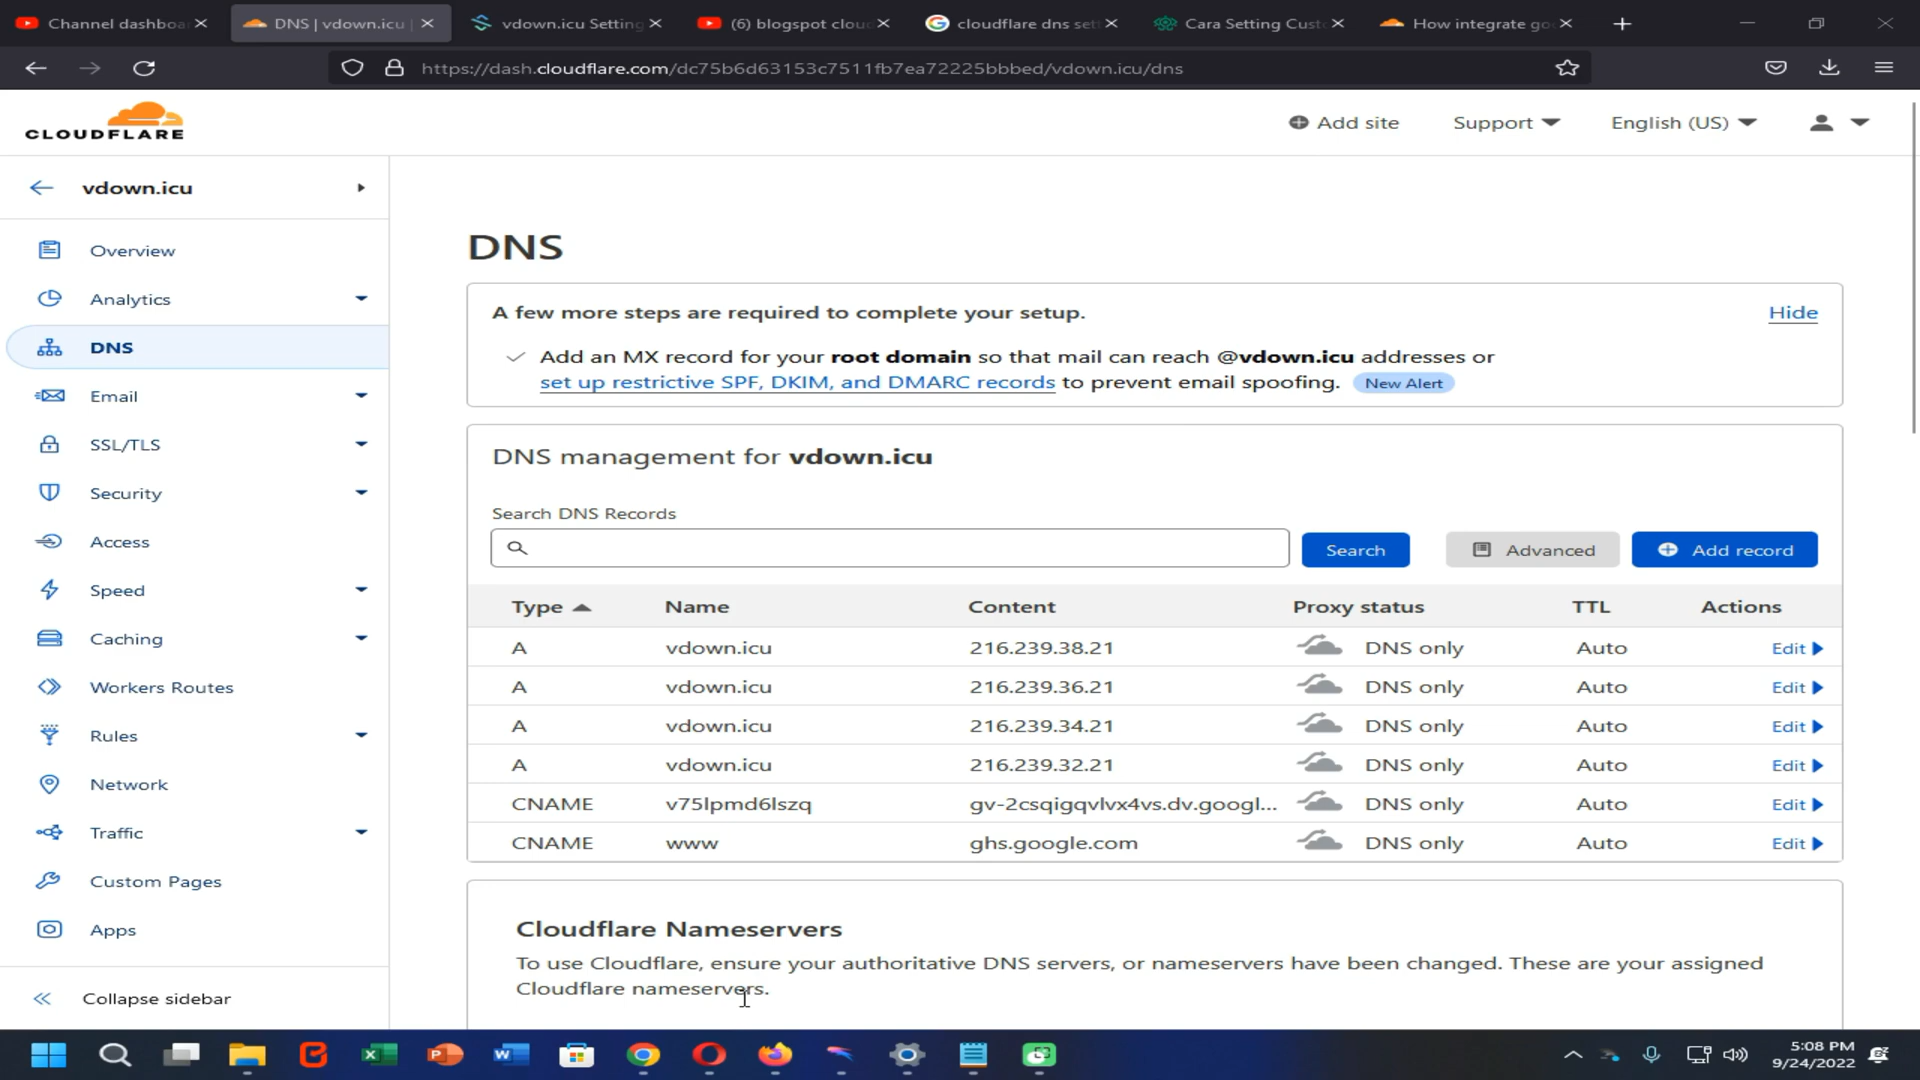 Channel dashboa
DNS | vdown.icu |
vdown.icu Setting
(6) blogspot clou
cloudflare dns set
Cara Setting Cust
How integrate go
https://dash.cloudflare.com/dc75b6d63153c7511fb7ea72225bbbed/vdown.icu/dns
CLOUDFLARE
Add site
Support
English (US)
vdown.icu
Overview
Analytics
DNS
Email
SSL/TLS
Security
Access
Speed
Caching
Workers Routes
Rules
Network
Traffic
Custom Pages
Apps
Collapse sidebar
DNS
A few more steps are required to complete your setup.
Hide
Add an MX record for your root domain so that mail can reach @vdown.icu addresses or
set up restrictive SPF, DKIM, and DMARC records to prevent email spoofing. New Alert
DNS management for vdown.icu
Search DNS Records
Search
Advanced
Add record
Type Name Content Proxy status TTL Actions
A vdown.icu 216.239.38.21 DNS only Auto Edit
A vdown.icu 216.239.36.21 DNS only Auto Edit
A vdown.icu 216.239.34.21 DNS only Auto Edit
A vdown.icu 216.239.32.21 DNS only Auto Edit
CNAME v75lpmd6lszq gv-2csqigqvlvx4vs.dv.googl... DNS only Auto Edit
CNAME www ghs.google.com DNS only Auto Edit
Cloudflare Nameservers
To use Cloudflare, ensure your authoritative DNS servers, or nameservers have been changed. These are your assigned
Cloudflare nameservers.
5:08 PM
9/24/2022